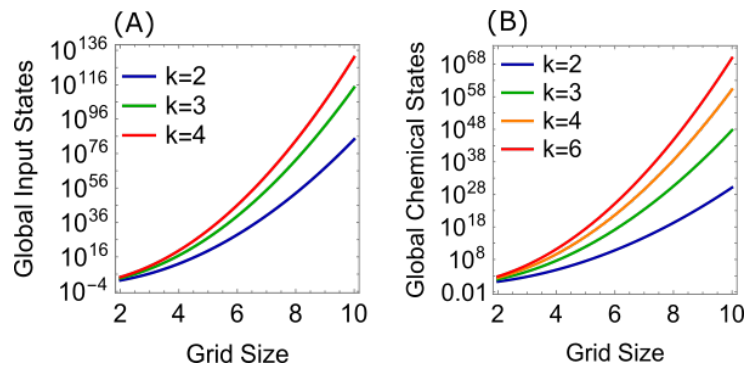 (A)
Global Input States
10^136
10^116
10^96
10^76
10^56
10^36
10^16
10^-4
k=2
k=3
k=4
2 4 6 8 10
Grid Size
(B)
Global Chemical States
10^68
10^58
10^48
10^38
10^28
10^18
10^8
0.01
k=2
k=3
k=4
k=6
2 4 6 8 10
Grid Size